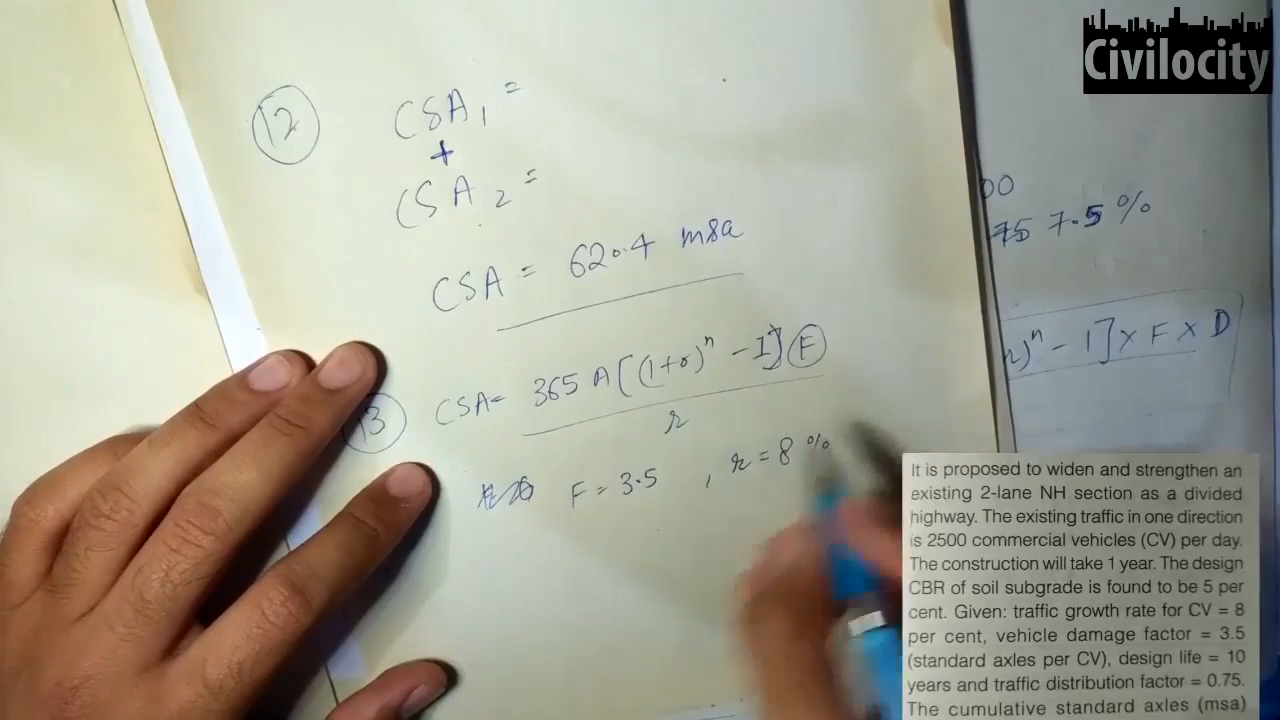 Civilocity
12
CSA1 =
+
CSA2 =
CSA = 620.4 msa
00
7.5 %
)^n - 1] × F × D
13
CSA = 365 A [(1+r)^n - 1] F
r
F = 3.5 , r = 8 %
It is proposed to widen and strengthen an
existing 2-lane NH section as a divided
highway. The existing traffic in one direction
is 2500 commercial vehicles (CV) per day.
The construction will take 1 year. The design
CBR of soil subgrade is found to be 5 per
cent. Given: traffic growth rate for CV = 8
per cent, vehicle damage factor = 3.5
(standard axles per CV), design life = 10
years and traffic distribution factor = 0.75.
The cumulative standard axles (msa)